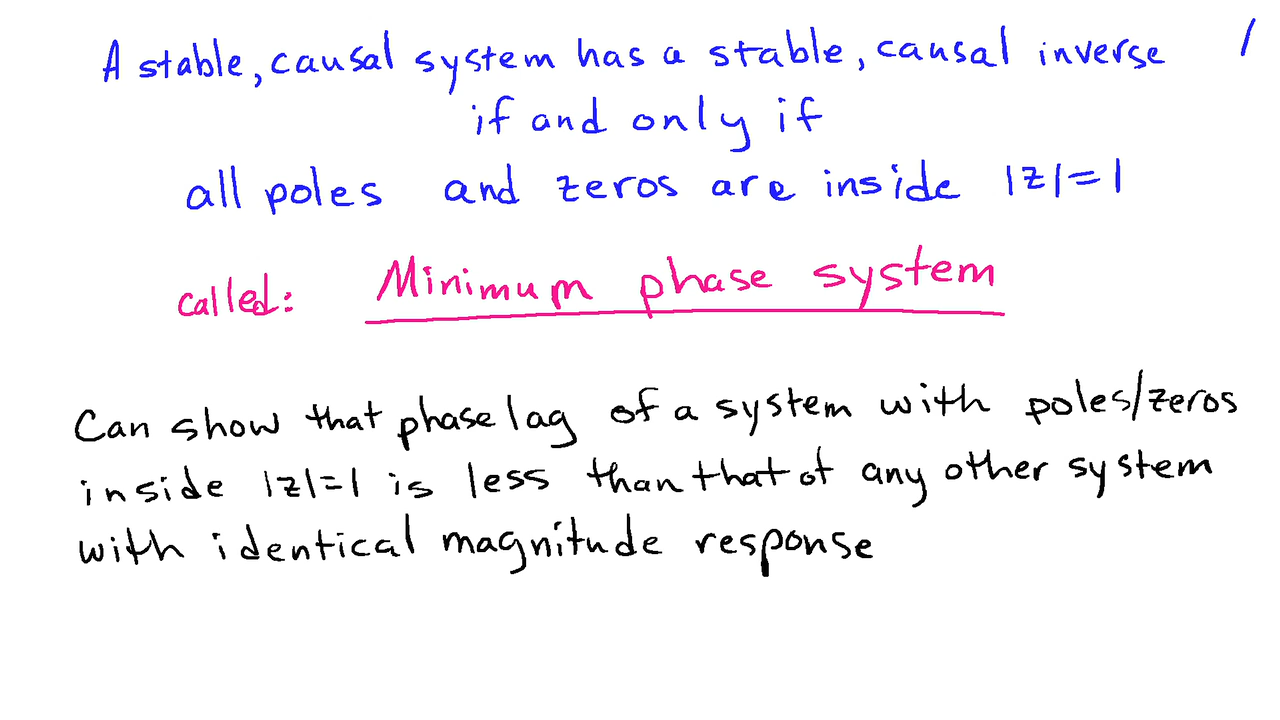 A stable, causal system has a stable, causal inverse /
if and only if
all poles and zeros are inside |z|=1
called: Minimum phase system
Can show that phase lag of a system with poles/zeros
inside |z|=1 is less than that of any other system
with identical magnitude response